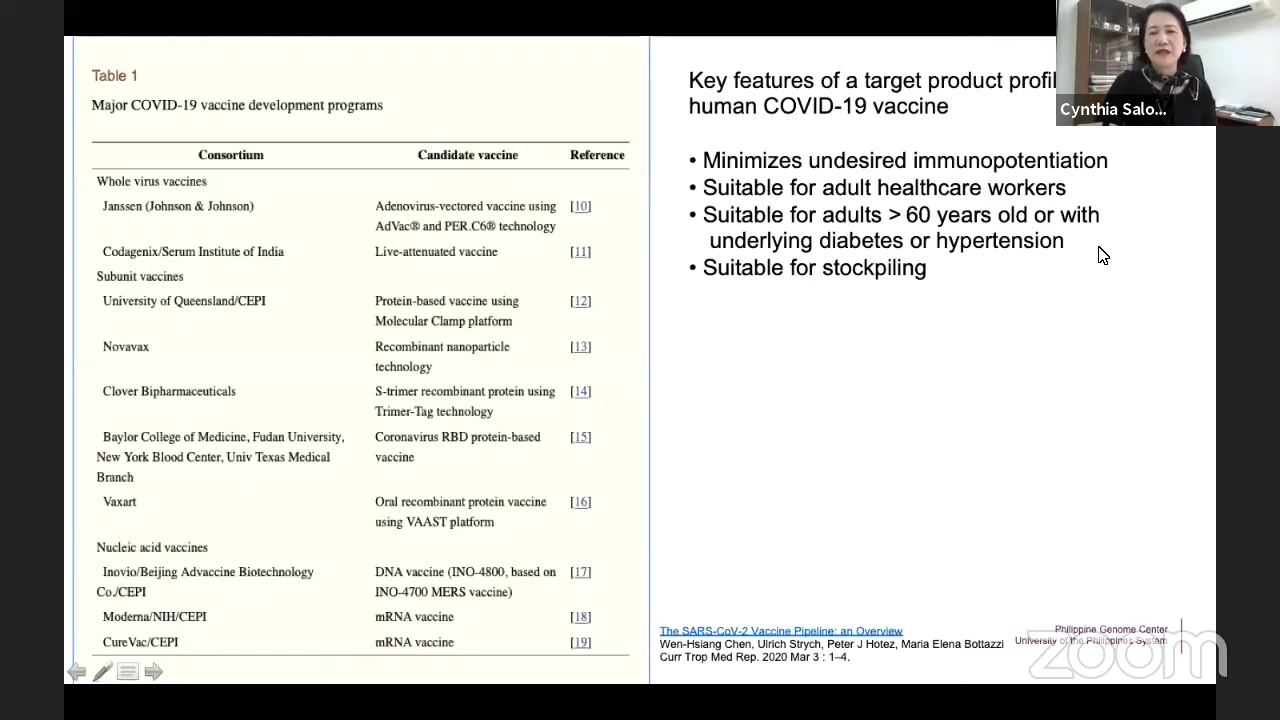 Table 1
Major COVID-19 vaccine development programs
Consortium Candidate vaccine Reference
Whole virus vaccines
Janssen (Johnson & Johnson) Adenovirus-vectored vaccine using [10]
AdVac® and PER.C6® technology
Codagenix/Serum Institute of India Live-attenuated vaccine [11]
Subunit vaccines
University of Queensland/CEPI Protein-based vaccine using [12]
Molecular Clamp platform
Novavax Recombinant nanoparticle [13]
technology
Clover Bipharmaceuticals S-trimer recombinant protein using [14]
Trimer-Tag technology
Baylor College of Medicine, Fudan University, Coronavirus RBD protein-based [15]
New York Blood Center, Univ Texas Medical vaccine
Branch
Vaxart Oral recombinant protein vaccine [16]
using VAAST platform
Nucleic acid vaccines
Inovio/Beijing Advaccine Biotechnology DNA vaccine (INO-4800, based on [17]
Co./CEPI INO-4700 MERS vaccine)
Moderna/NIH/CEPI mRNA vaccine [18]
CureVac/CEPI mRNA vaccine [19]
Key features of a target product profil
human COVID-19 vaccine
• Minimizes undesired immunopotentiation
• Suitable for adult healthcare workers
• Suitable for adults > 60 years old or with
underlying diabetes or hypertension
• Suitable for stockpiling
Cynthia Salo...
The SARS-CoV-2 Vaccine Pipeline: an Overview
Wen-Hsiang Chen, Ulrich Strych, Peter J Hotez, Maria Elena Bottazzi
Curr Trop Med Rep. 2020 Mar 3 : 1–4.
Philippine Genome Center
University of the Philippines System
zoom